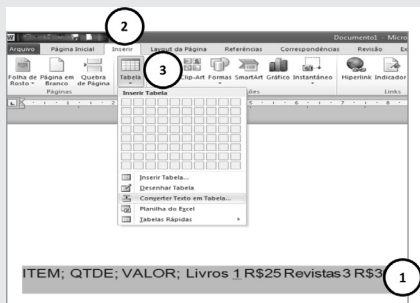 2
Documento1 - Micro
Arquivo Página Inicial Inserir Layout da Página Referências Correspondências Revisão Ex
3
Folha de Rosto Página em Branco Quebra de Página Tabela Clip-Art Formas SmartArt Gráfico Instantâneo Hiperlink Indicador
Páginas ões Links
Inserir Tabela
Inserir Tabela...
Desenhar Tabela
Converter Texto em Tabela...
Planilha do Excel
Tabelas Rápidas
ITEM; QTDE; VALOR; Livros 1 R$25 Revistas3 R$3
1